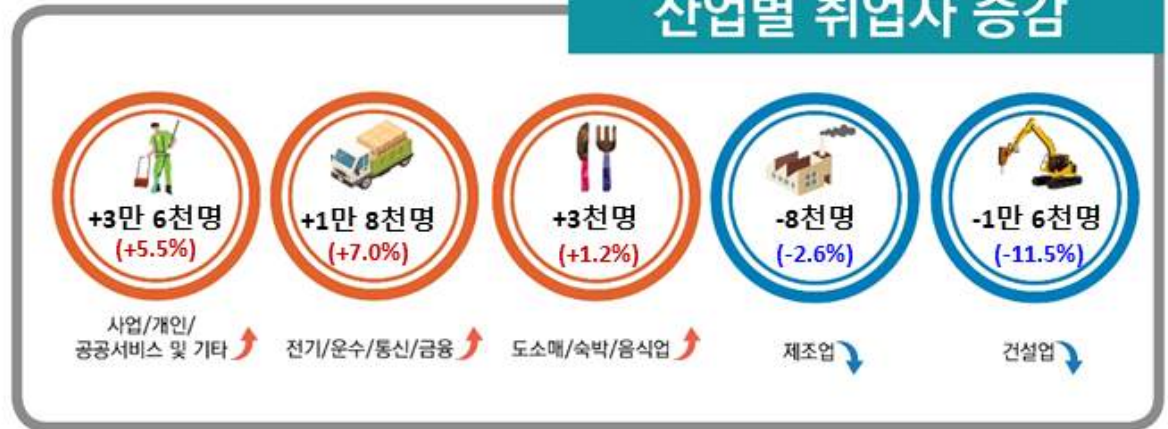 산업별 취업자 증감
+3만 6천명
(+5.5%)
+1만 8천명
(+7.0%)
+3천명
(+1.2%)
-8천명
(-2.6%)
-1만 6천명
(-11.5%)
사업/개인/
공공서비스 및 기타
전기/운수/통신/금융
도소매/숙박/음식업
제조업
건설업